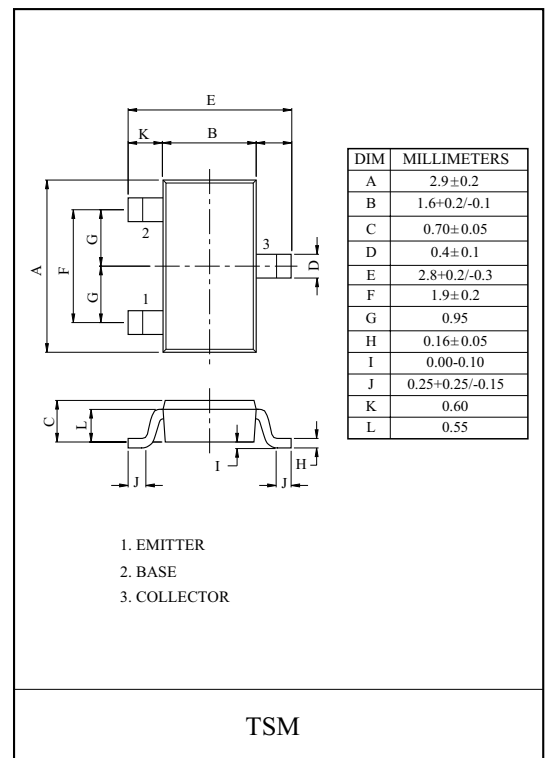 E
K B
A F G G D
2 3
1
C L
I H
J J
DIM MILLIMETERS
A 2.9±0.2
B 1.6+0.2/-0.1
C 0.70±0.05
D 0.4±0.1
E 2.8+0.2/-0.3
F 1.9±0.2
G 0.95
H 0.16±0.05
I 0.00-0.10
J 0.25+0.25/-0.15
K 0.60
L 0.55
1. EMITTER
2. BASE
3. COLLECTOR
TSM